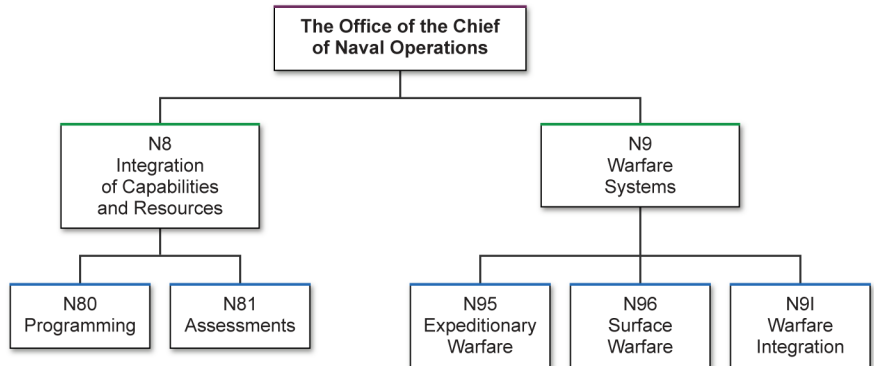 The Office of the Chief
of Naval Operations
N8
Integration
of Capabilities
and Resources
N9
Warfare
Systems
N80
Programming
N81
Assessments
N95
Expeditionary
Warfare
N96
Surface
Warfare
N9I
Warfare
Integration